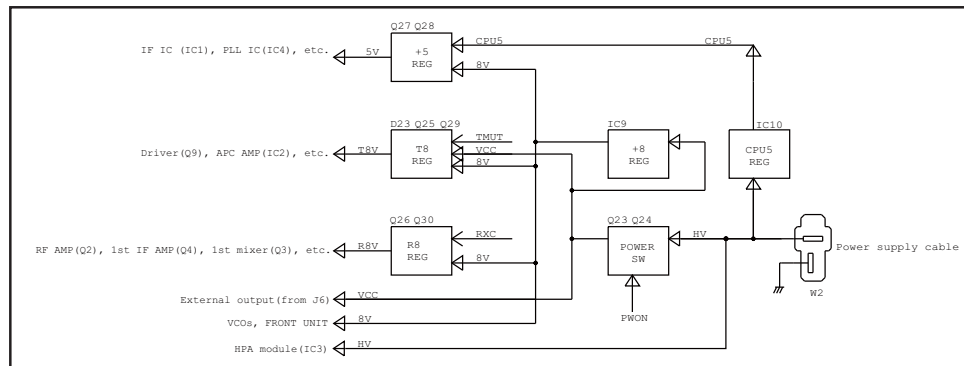 Q27 Q28
IF IC (IC1), PLL IC(IC4), etc.
5V
+5
REG
CPU5
CPU5
8V
D23 Q25 Q29
IC9
IC10
Driver(Q9), APC AMP(IC2), etc.
T8V
T8
REG
TMUT
VCC
8V
+8
REG
CPU5
REG
Q26 Q30
Q23 Q24
RF AMP(Q2), 1st IF AMP(Q4), 1st mixer(Q3), etc.
R8V
R8
REG
RXC
8V
POWER
SW
HV
Power supply cable
W2
External output(from J6)
VCC
PWON
VCOs, FRONT UNIT
8V
HPA module(IC3)
HV